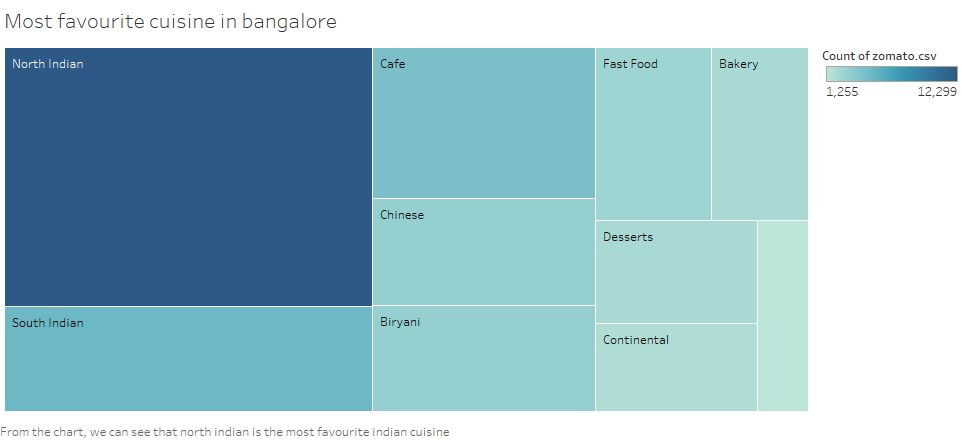 Most favourite cuisine in bangalore
North Indian
Cafe
Fast Food
Bakery
Count of zomato.csv
1,255
12,299
Chinese
Desserts
South Indian
Biryani
Continental
From the chart, we can see that north indian is the most favourite indian cuisine